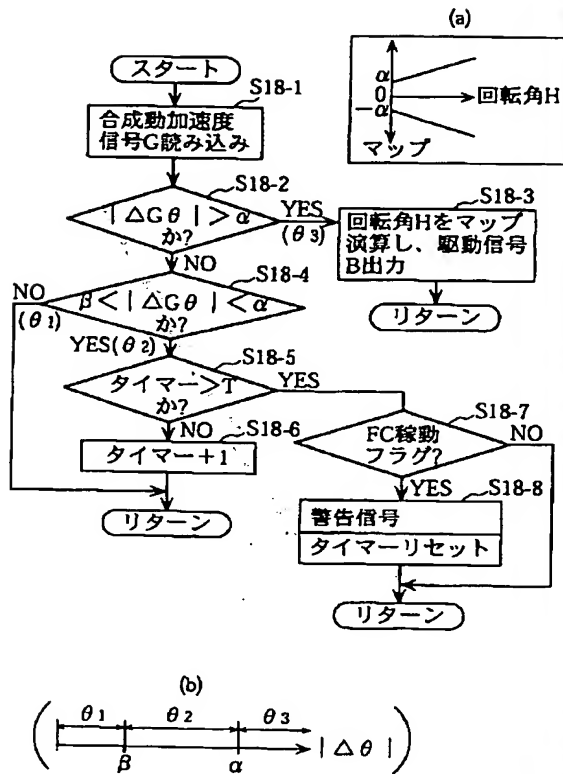 (a)
α
0
-α
回転角H
マップ
スタート
S18-1
合成動加速度
信号G読み込み
S18-2
|△Gθ|>α
か?
YES
(θ3)
S18-3
回転角Hをマップ
演算し、駆動信号
B出力
リターン
NO
S18-4
β<|△Gθ|<α
か?
NO
(θ1)
YES(θ2)
S18-5
タイマー>T
か?
YES
NO
S18-6
タイマー+1
リターン
S18-7
FC稼動
フラグ?
NO
YES
S18-8
警告信号
タイマーリセット
リターン
(b)
θ1 θ2 θ3
β α |△θ|